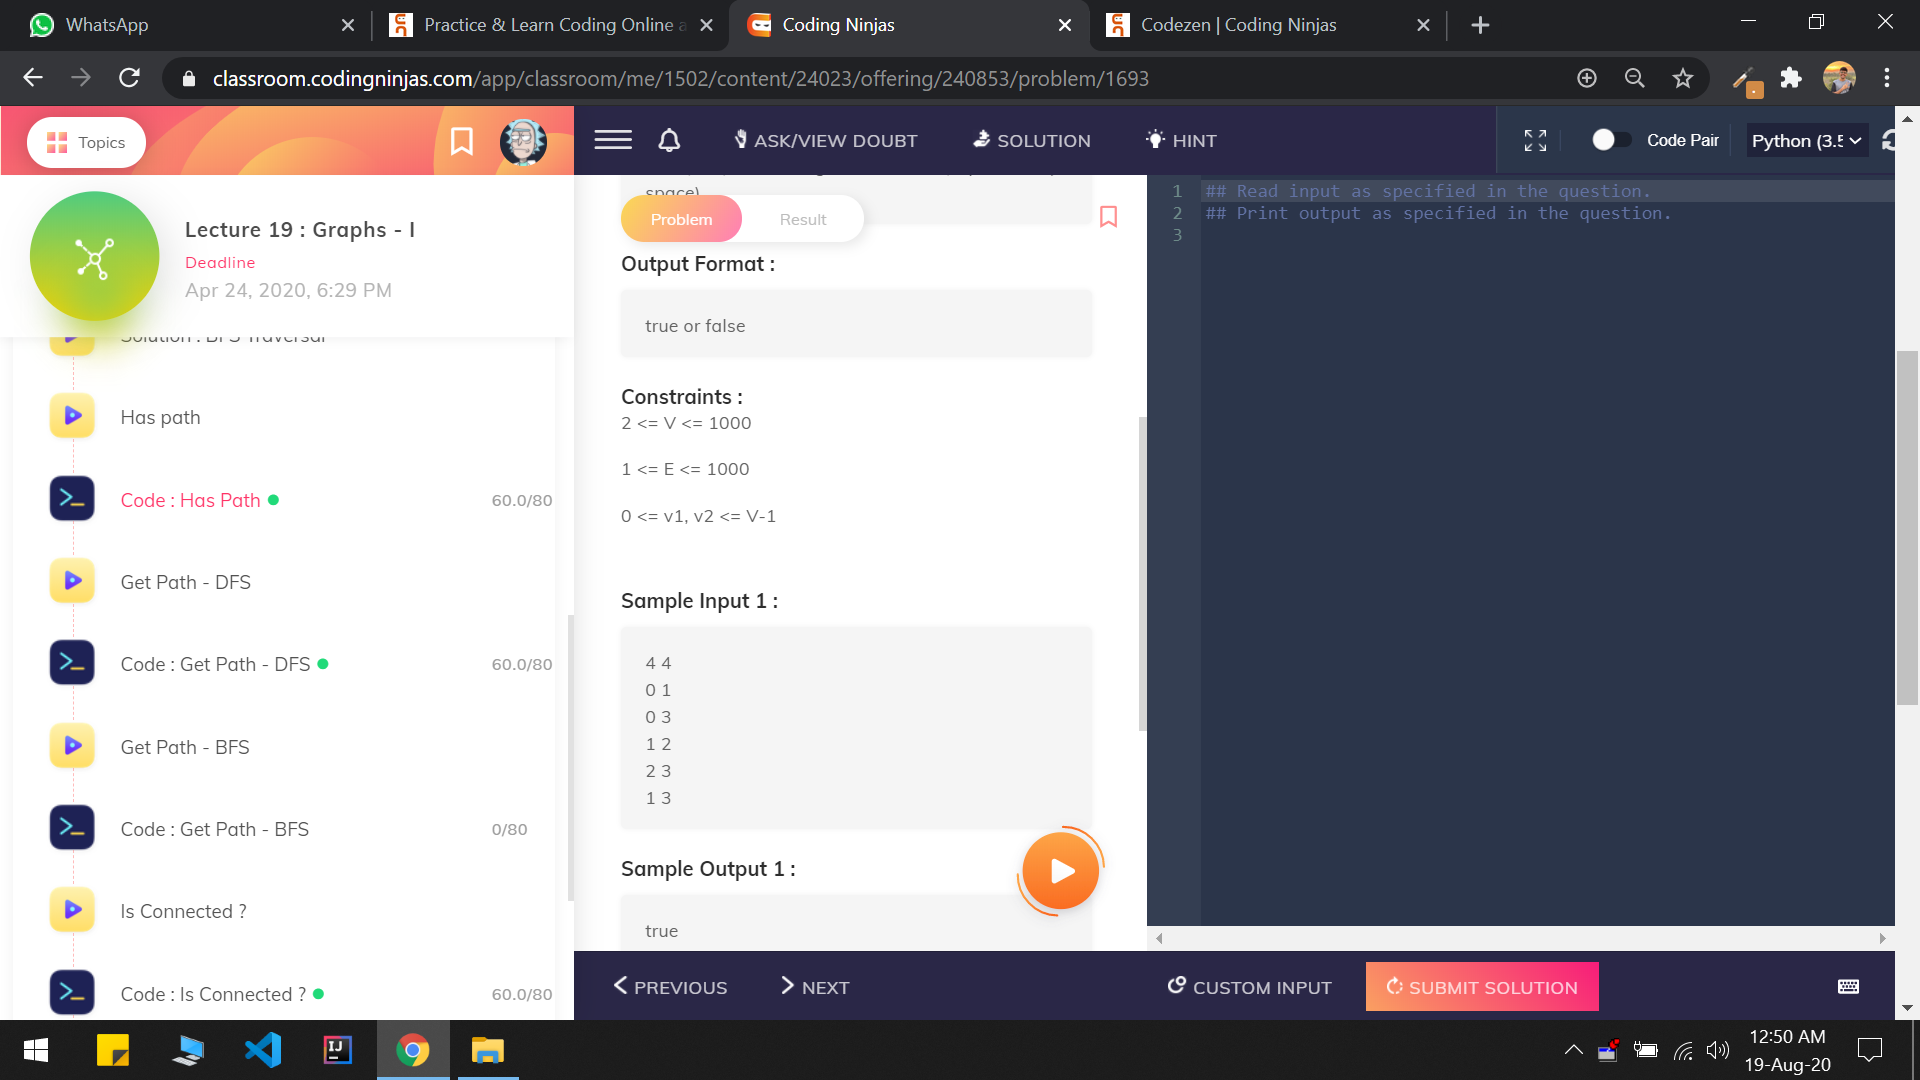 WhatsApp
Practice & Learn Coding Online a
Coding Ninjas
Codezen | Coding Ninjas
classroom.codingninjas.com/app/classroom/me/1502/content/24023/offering/240853/problem/1693
Topics
ASK/VIEW DOUBT
SOLUTION
HINT
Code Pair
Python (3.5
Lecture 19 : Graphs - I
Deadline
Apr 24, 2020, 6:29 PM
Solution : BFS Traversal
Has path
Code : Has Path
60.0/80
Get Path - DFS
Code : Get Path - DFS
60.0/80
Get Path - BFS
Code : Get Path - BFS
0/80
Is Connected ?
Code : Is Connected ?
60.0/80
space)
Problem
Result
Output Format :
true or false
Constraints :
2 <= V <= 1000
1 <= E <= 1000
0 <= v1, v2 <= V-1
Sample Input 1 :
4 4
0 1
0 3
1 2
2 3
1 3
Sample Output 1 :
true
1 ## Read input as specified in the question.
2 ## Print output as specified in the question.
3
PREVIOUS
NEXT
CUSTOM INPUT
SUBMIT SOLUTION
IJ
12:50 AM
19-Aug-20